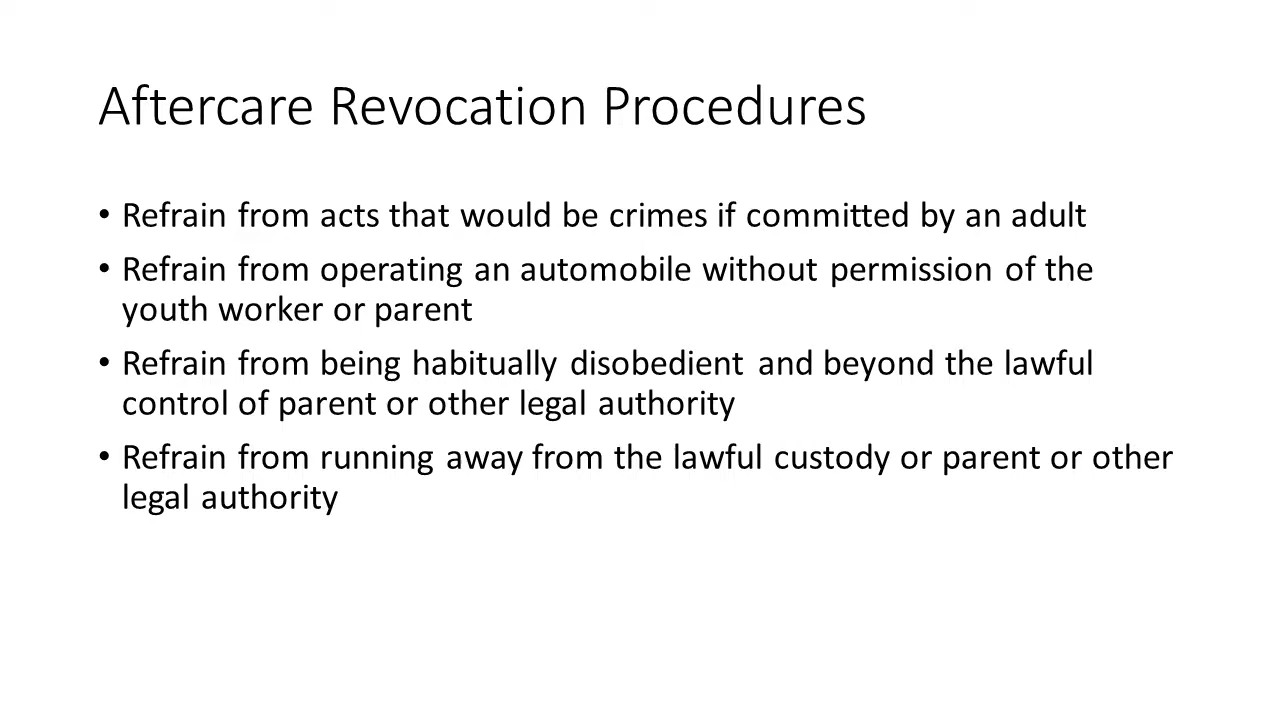 Aftercare Revocation Procedures
• Refrain from acts that would be crimes if committed by an adult
• Refrain from operating an automobile without permission of the
youth worker or parent
• Refrain from being habitually disobedient and beyond the lawful
control of parent or other legal authority
• Refrain from running away from the lawful custody or parent or other
legal authority